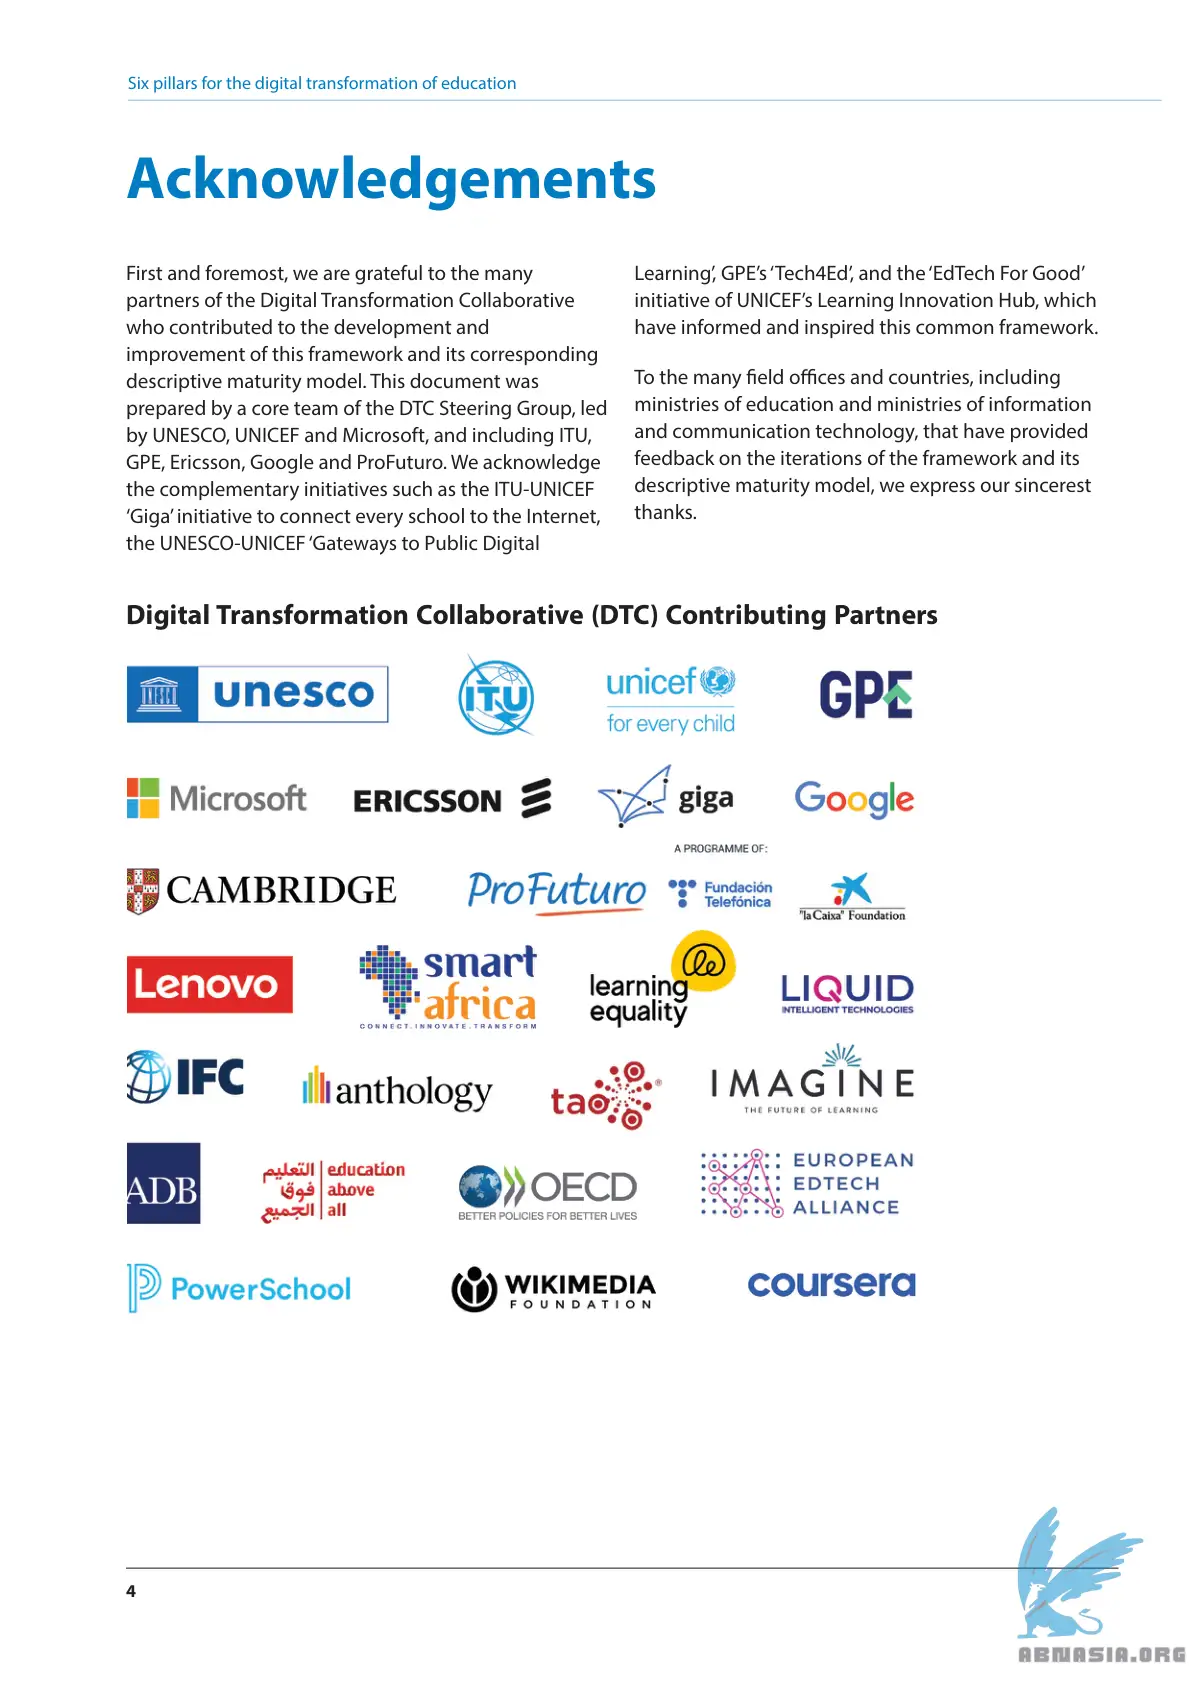 Six pillars for the digital transformation of education
Acknowledgements
First and foremost, we are grateful to the many
partners of the Digital Transformation Collaborative
who contributed to the development and
improvement of this framework and its corresponding
descriptive maturity model. This document was
prepared by a core team of the DTC Steering Group, led
by UNESCO, UNICEF and Microsoft, and including ITU,
GPE, Ericsson, Google and ProFuturo. We acknowledge
the complementary initiatives such as the ITU-UNICEF
‘Giga’ initiative to connect every school to the Internet,
the UNESCO-UNICEF ‘Gateways to Public Digital
Learning’, GPE’s ‘Tech4Ed’, and the ‘EdTech For Good’
initiative of UNICEF’s Learning Innovation Hub, which
have informed and inspired this common framework.
To the many field offices and countries, including
ministries of education and ministries of information
and communication technology, that have provided
feedback on the iterations of the framework and its
descriptive maturity model, we express our sincerest
thanks.
Digital Transformation Collaborative (DTC) Contributing Partners
UNESCO
unesco
ITU
unicef
for every child
GPE
Microsoft
ERICSSON
giga
Google
CAMBRIDGE
ProFuturo
A PROGRAMME OF:
Fundación
Telefónica
"la Caixa" Foundation
Lenovo
smart
africa
CONNECT.INNOVATE.TRANSFORM
le
learning
equality
LIQUID
INTELLIGENT TECHNOLOGIES
IFC
anthology
tao®
IMAGINE
THE FUTURE OF LEARNING
ADB
التعليم
فوق
الجميع
education
above
all
OECD
BETTER POLICIES FOR BETTER LIVES
EUROPEAN
EDTECH
ALLIANCE
PowerSchool
WIKIMEDIA
FOUNDATION
coursera
4
ABNASIA.ORG